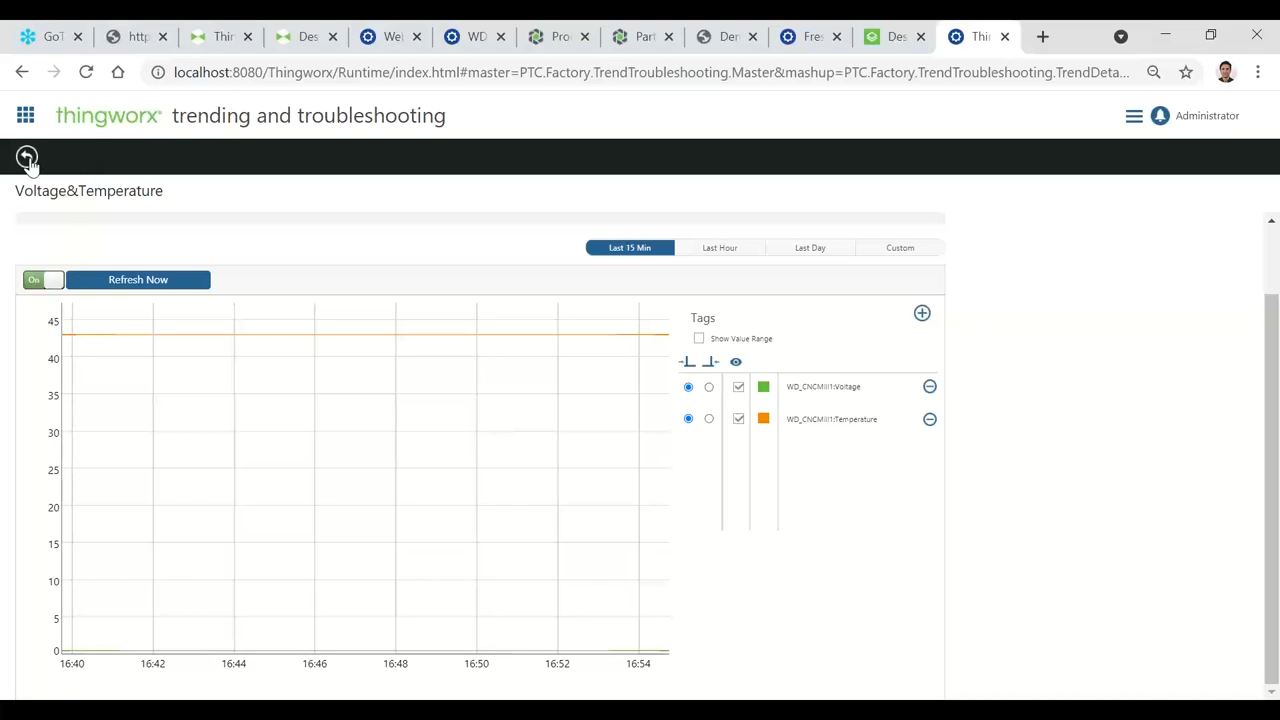 GoT
http
Thir
Des
Wel
WD
Pro
Part
Der
Fres
Des
Thi
localhost:8080/Thingworx/Runtime/index.html#master=PTC.Factory.TrendTroubleshooting.Master&mashup=PTC.Factory.TrendTroubleshooting.TrendDeta...
thingworx® trending and troubleshooting
Administrator
Voltage&Temperature
Last 15 Min
Last Hour
Last Day
Custom
On
Refresh Now
Tags
Show Value Range
WD_CNCMill1:Voltage
WD_CNCMill1:Temperature
45
40
35
30
25
20
15
10
5
0
16:40
16:42
16:44
16:46
16:48
16:50
16:52
16:54